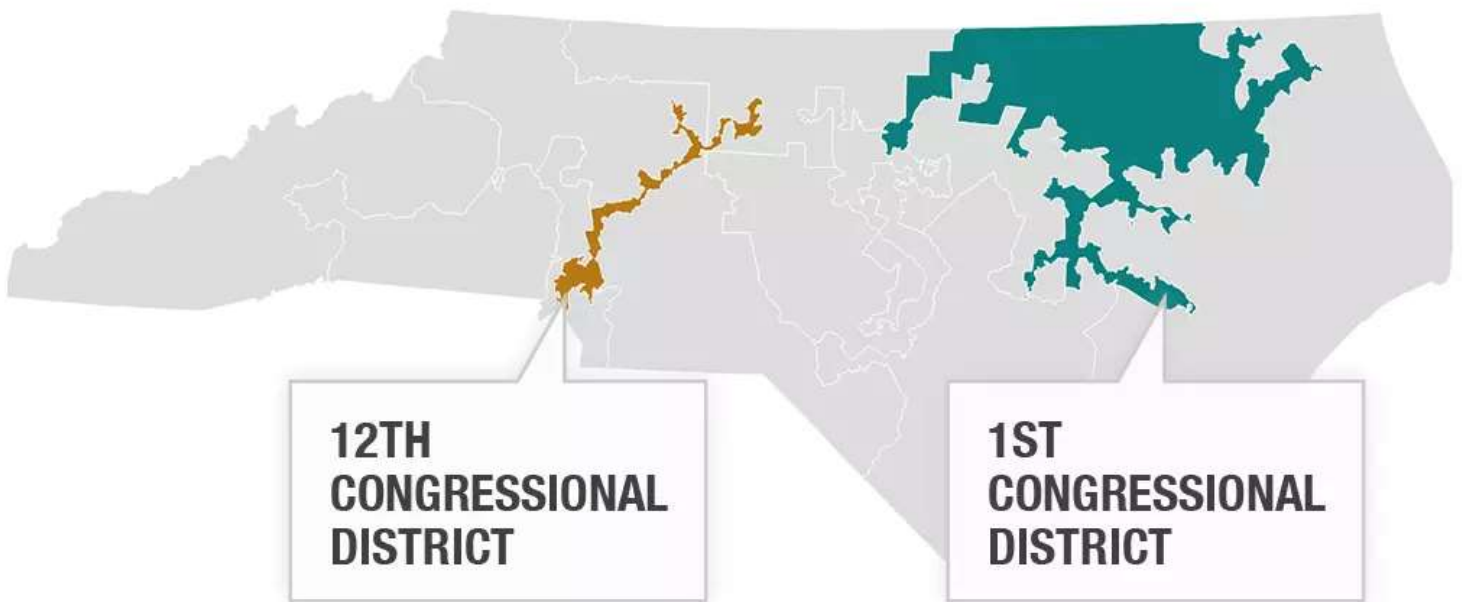 12TH
CONGRESSIONAL
DISTRICT
1ST
CONGRESSIONAL
DISTRICT